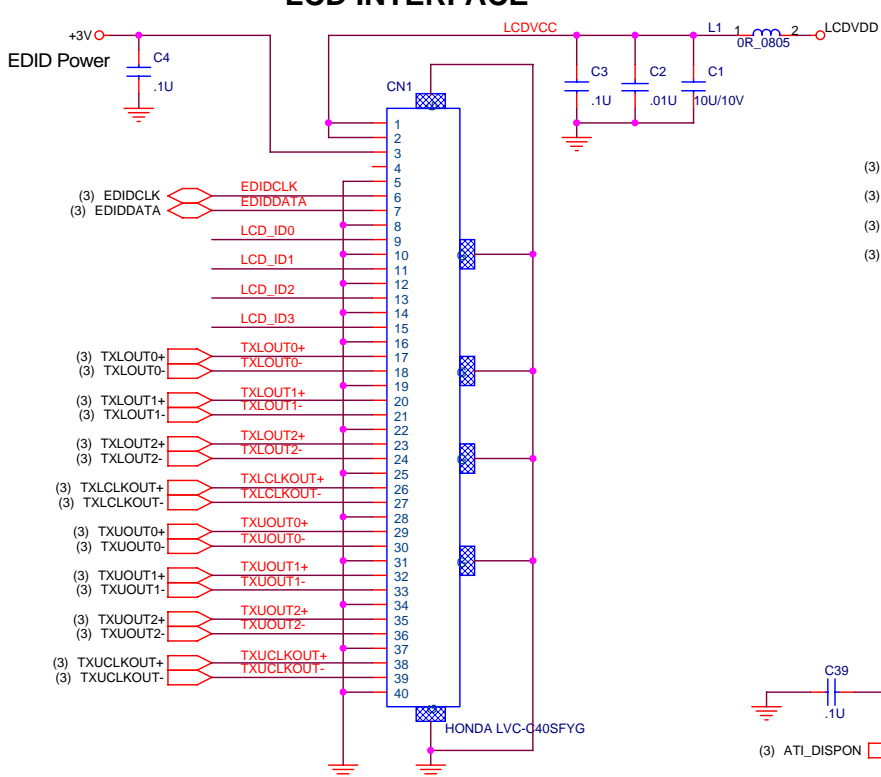 LCD INTERFACE
+3V
EDID Power
C4
.1U
LCDVCC
L1
1
2
0R_0805
LCDVDD
C3
.1U
C2
.01U
C1
10U/10V
CN1
(3)
(3)
(3)
(3)
1
2
3
4
5
(3) EDIDCLK
EDIDCLK
6
(3) EDIDDATA
EDIDDATA
7
8
LCD_ID0
9
10
LCD_ID1
11
12
LCD_ID2
13
14
LCD_ID3
15
16
(3) TXLOUT0+
TXLOUT0+
17
(3) TXLOUT0-
TXLOUT0-
18
19
(3) TXLOUT1+
TXLOUT1+
20
(3) TXLOUT1-
TXLOUT1-
21
22
(3) TXLOUT2+
TXLOUT2+
23
(3) TXLOUT2-
TXLOUT2-
24
25
(3) TXLCLKOUT+
TXLCLKOUT+
26
(3) TXLCLKOUT-
TXLCLKOUT-
27
28
(3) TXUOUT0+
TXUOUT0+
29
(3) TXUOUT0-
TXUOUT0-
30
31
(3) TXUOUT1+
TXUOUT1+
32
(3) TXUOUT1-
TXUOUT1-
33
34
(3) TXUOUT2+
TXUOUT2+
35
(3) TXUOUT2-
TXUOUT2-
36
37
(3) TXUCLKOUT+
TXUCLKOUT+
38
(3) TXUCLKOUT-
TXUCLKOUT-
39
40
HONDA LVC-C40SFYG
C39
.1U
(3) ATI_DISPON